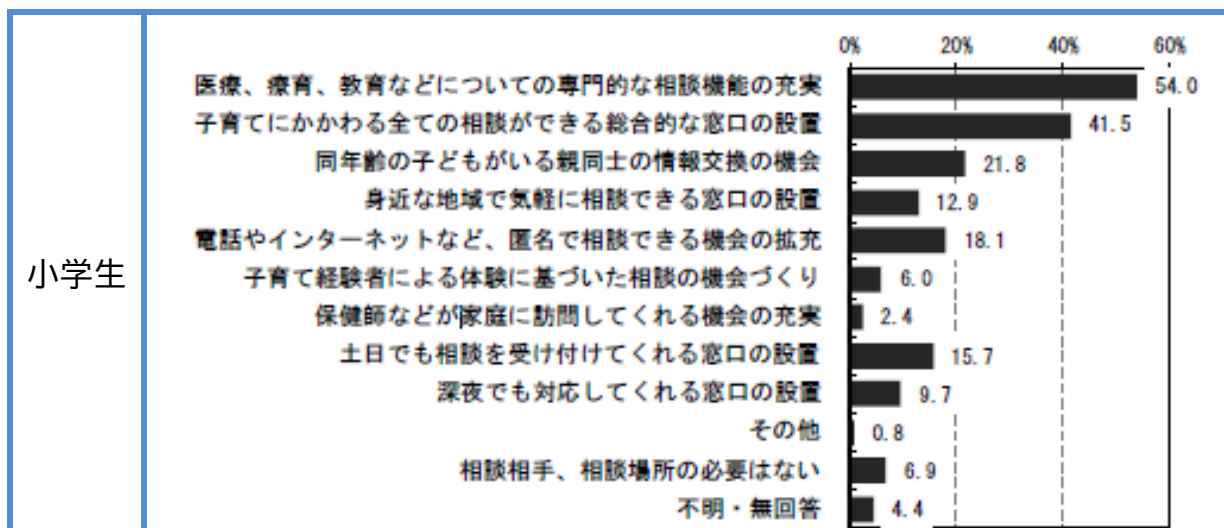 0% 20% 40% 60%
医療、療育、教育などについての専門的な相談機能の充実 54.0
子育てにかかわる全ての相談ができる総合的な窓口の設置 41.5
同年齢の子どもがいる親同士の情報交換の機会 21.8
身近な地域で気軽に相談できる窓口の設置 12.9
電話やインターネットなど、匿名で相談できる機会の拡充 18.1
小学生
子育て経験者による体験に基づいた相談の機会づくり 6.0
保健師などが家庭に訪問してくれる機会の充実 2.4
土日でも相談を受け付けてくれる窓口の設置 15.7
深夜でも対応してくれる窓口の設置 9.7
その他 0.8
相談相手、相談場所の必要はない 6.9
不明・無回答 4.4